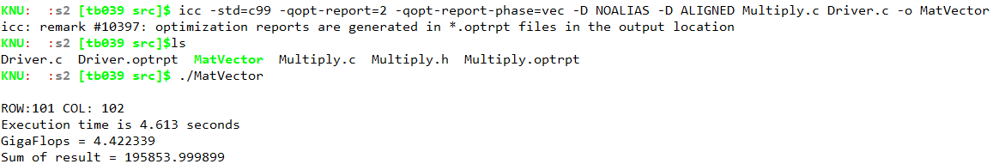 KNU:  :s2 [tb039 src]$ icc -std=c99 -qopt-report=2 -qopt-report-phase=vec -D NOALIAS -D ALIGNED Multiply.c Driver.c -o MatVector
icc: remark #10397: optimization reports are generated in *.optrpt files in the output location
KNU:  :s2 [tb039 src]$ls
Driver.c  Driver.optrpt  MatVector  Multiply.c  Multiply.h  Multiply.optrpt
KNU:  :s2 [tb039 src]$ ./MatVector
ROW:101 COL: 102
Execution time is 4.613 seconds
GigaFlops = 4.422339
Sum of result = 195853.999899